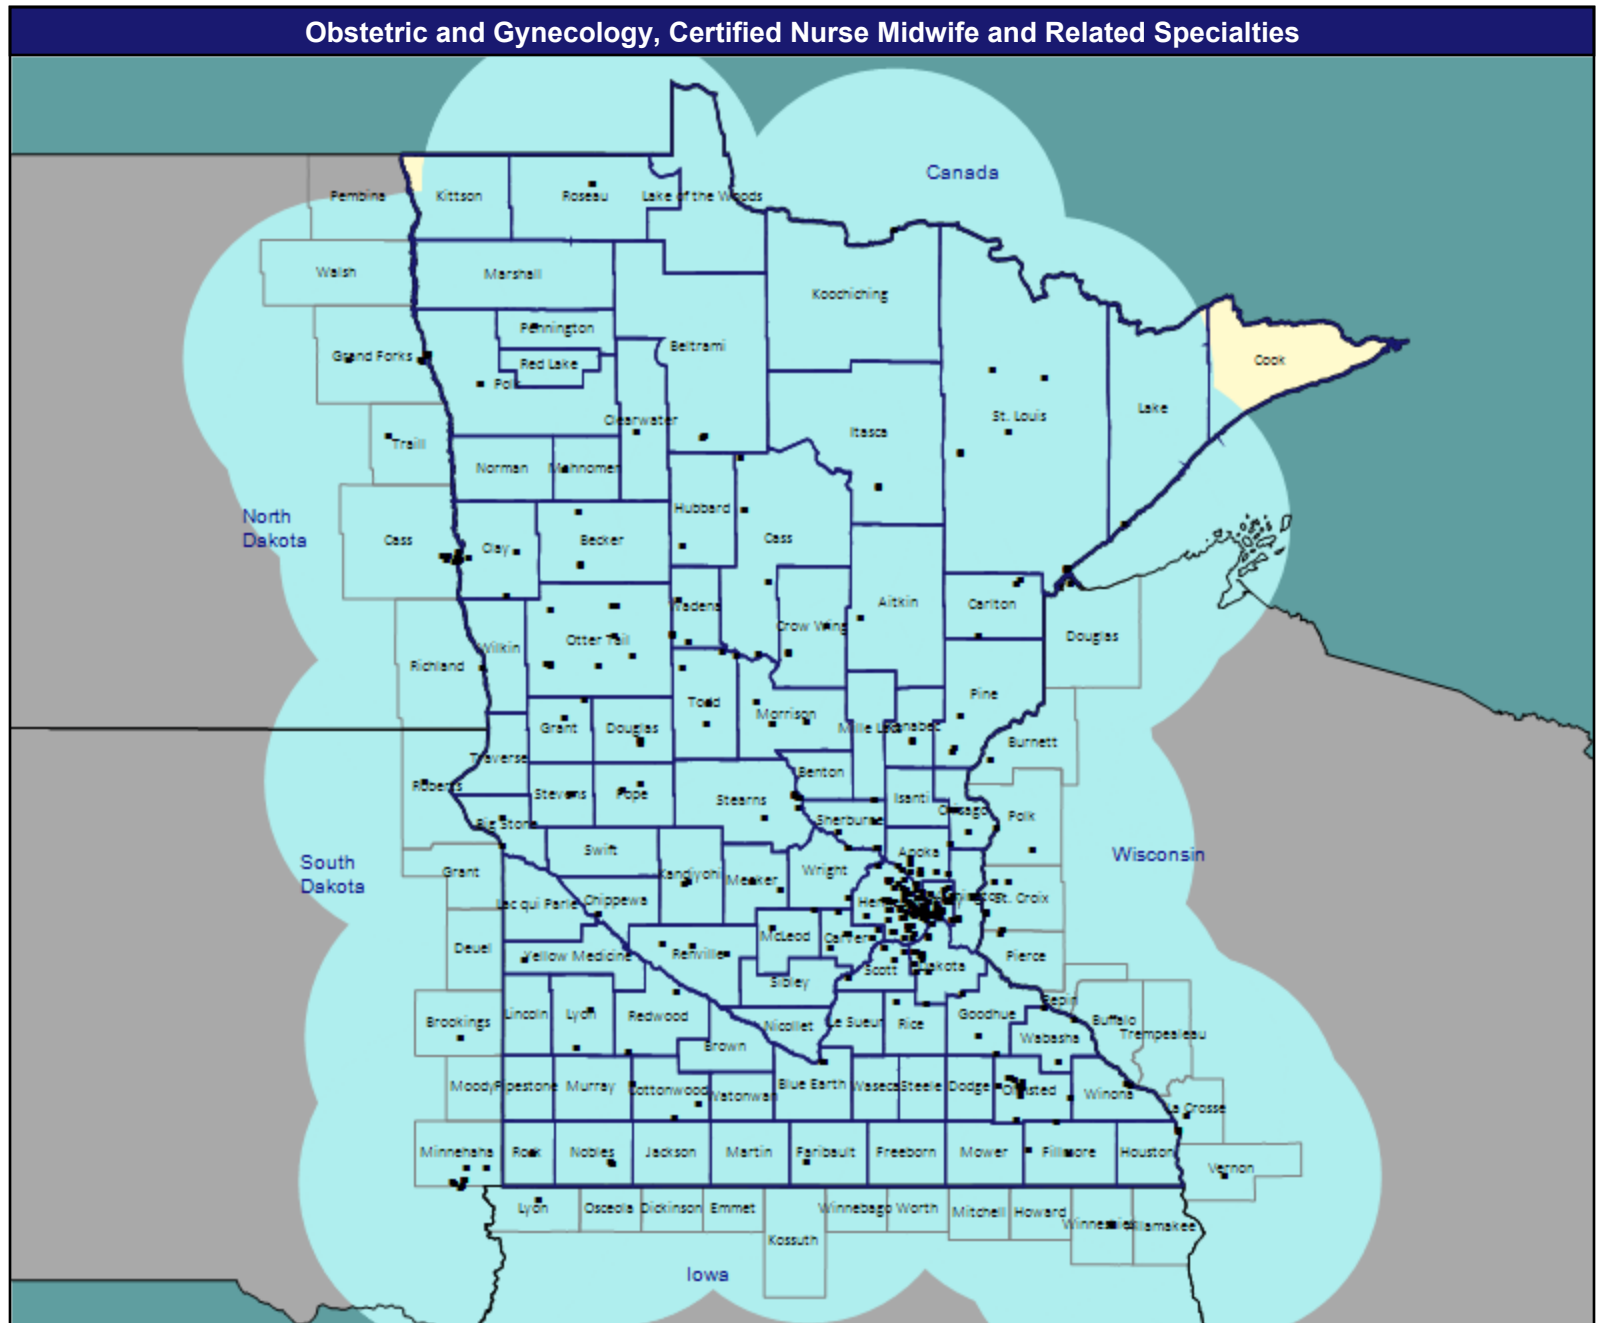 Obstetric and Gynecology, Certified Nurse Midwife and Related Specialties
Canada
Pembina
Kittson
Roseau
Lake of the Woods
Walsh
Marshall
Koochiching
Pennington
Beltrami
Grand Forks
Red Lake
Cook
Polk
Lake
St. Louis
Clearwater
Itasca
Traill
Norman
Mahnomen
Hubbard
North
Dakota
Cass
Clay
Becker
Cass
Wadena
Aitkin
Carlton
Crow Wing
Otter Tail
Wilkin
Douglas
Richland
Pine
Todd
Morrison
Grant
Douglas
Mille Lacs
Kanabec
Burnett
Traverse
Benton
Roberts
Stevens
Pope
Stearns
Isanti
Chisago
Polk
Big Stone
Sherburne
Swift
Anoka
Wisconsin
South
Dakota
Grant
Kandiyohi
Meeker
Wright
Lac qui Parle
Chippewa
St. Croix
McLeod
Carver
Deuel
Yellow Medicine
Renville
Scott
Dakota
Pierce
Sibley
Pepin
Brookings
Lincoln
Lyon
Redwood
Nicollet
Le Sueur
Rice
Goodhue
Buffalo
Trempealeau
Wabasha
Brown
Moody
Pipestone
Murray
Cottonwood
Watonwan
Blue Earth
Waseca
Steele
Dodge
Olmsted
Winona
La Crosse
Minnehaha
Rock
Nobles
Jackson
Martin
Faribault
Freeborn
Mower
Fillmore
Houston
Vernon
Lyon
Osceola
Dickinson
Emmet
Winnebago
Worth
Mitchell
Howard
Kossuth
Iowa